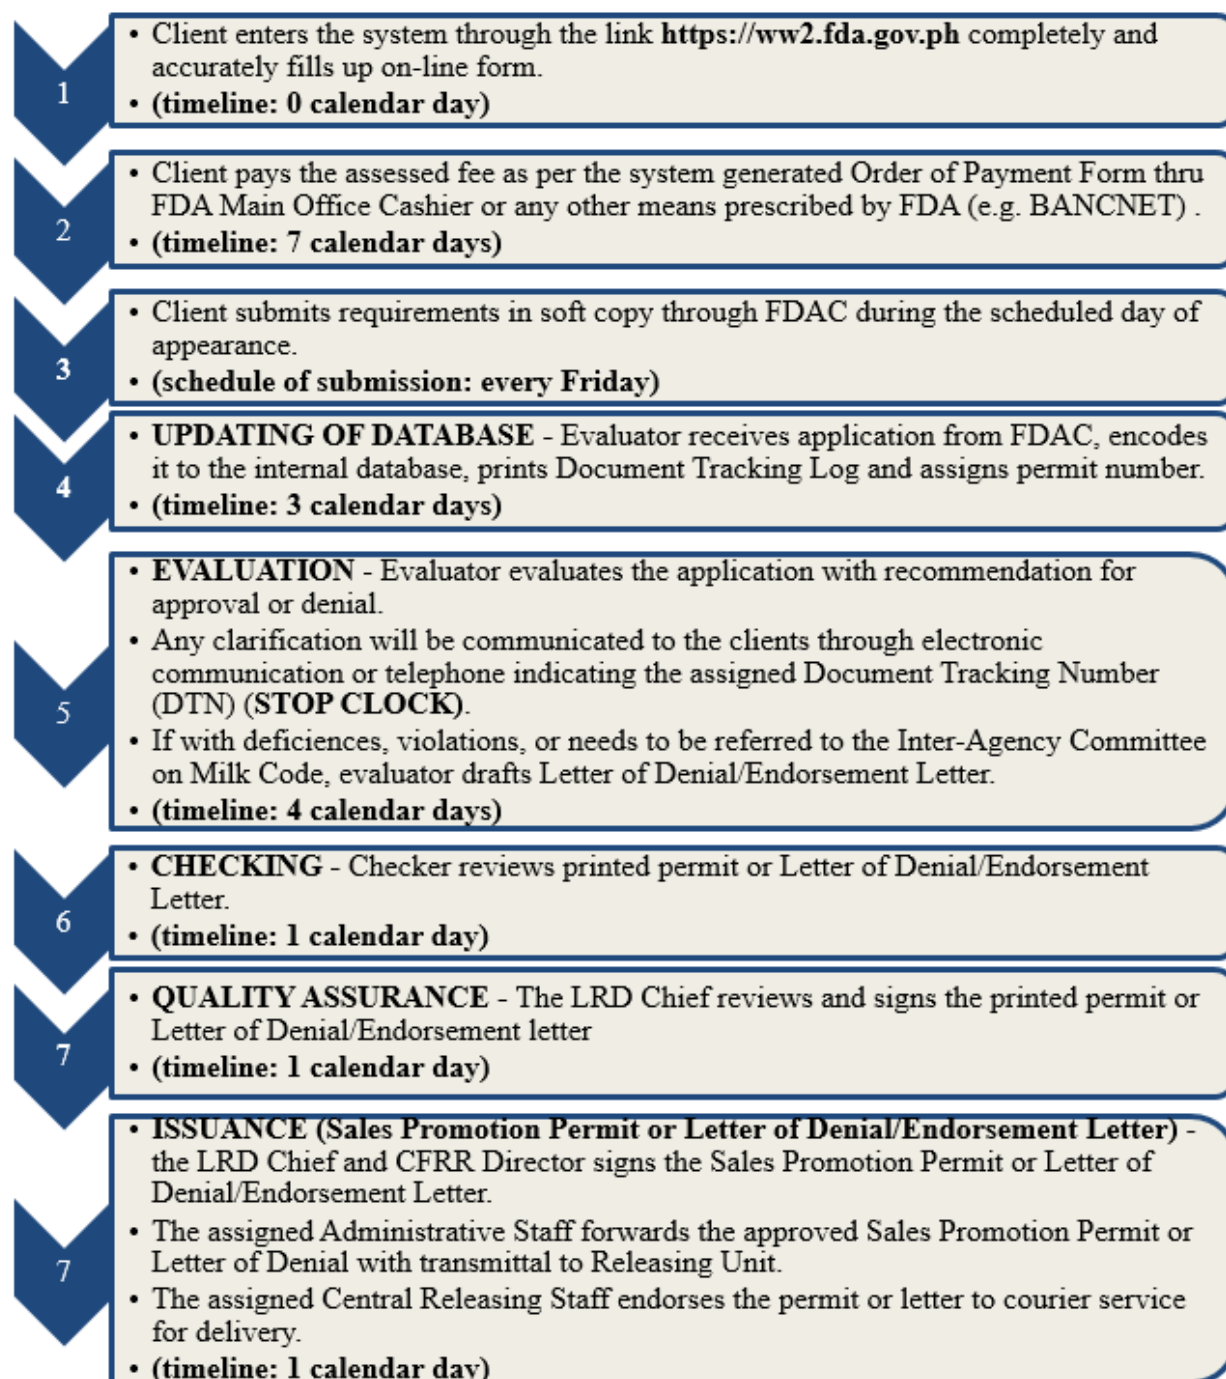 1
• Client enters the system through the link https://ww2.fda.gov.ph completely and
accurately fills up on-line form.
• (timeline: 0 calendar day)
2
• Client pays the assessed fee as per the system generated Order of Payment Form thru
FDA Main Office Cashier or any other means prescribed by FDA (e.g. BANCNET) .
• (timeline: 7 calendar days)
3
• Client submits requirements in soft copy through FDAC during the scheduled day of
appearance.
• (schedule of submission: every Friday)
4
• UPDATING OF DATABASE - Evaluator receives application from FDAC, encodes
it to the internal database, prints Document Tracking Log and assigns permit number.
• (timeline: 3 calendar days)
5
• EVALUATION - Evaluator evaluates the application with recommendation for
approval or denial.
• Any clarification will be communicated to the clients through electronic
communication or telephone indicating the assigned Document Tracking Number
(DTN) (STOP CLOCK).
• If with deficiences, violations, or needs to be referred to the Inter-Agency Committee
on Milk Code, evaluator drafts Letter of Denial/Endorsement Letter.
• (timeline: 4 calendar days)
6
• CHECKING - Checker reviews printed permit or Letter of Denial/Endorsement
Letter.
• (timeline: 1 calendar day)
7
• QUALITY ASSURANCE - The LRD Chief reviews and signs the printed permit or
Letter of Denial/Endorsement letter
• (timeline: 1 calendar day)
7
• ISSUANCE (Sales Promotion Permit or Letter of Denial/Endorsement Letter) -
the LRD Chief and CFRR Director signs the Sales Promotion Permit or Letter of
Denial/Endorsement Letter.
• The assigned Administrative Staff forwards the approved Sales Promotion Permit or
Letter of Denial with transmittal to Releasing Unit.
• The assigned Central Releasing Staff endorses the permit or letter to courier service
for delivery.
• (timeline: 1 calendar day)